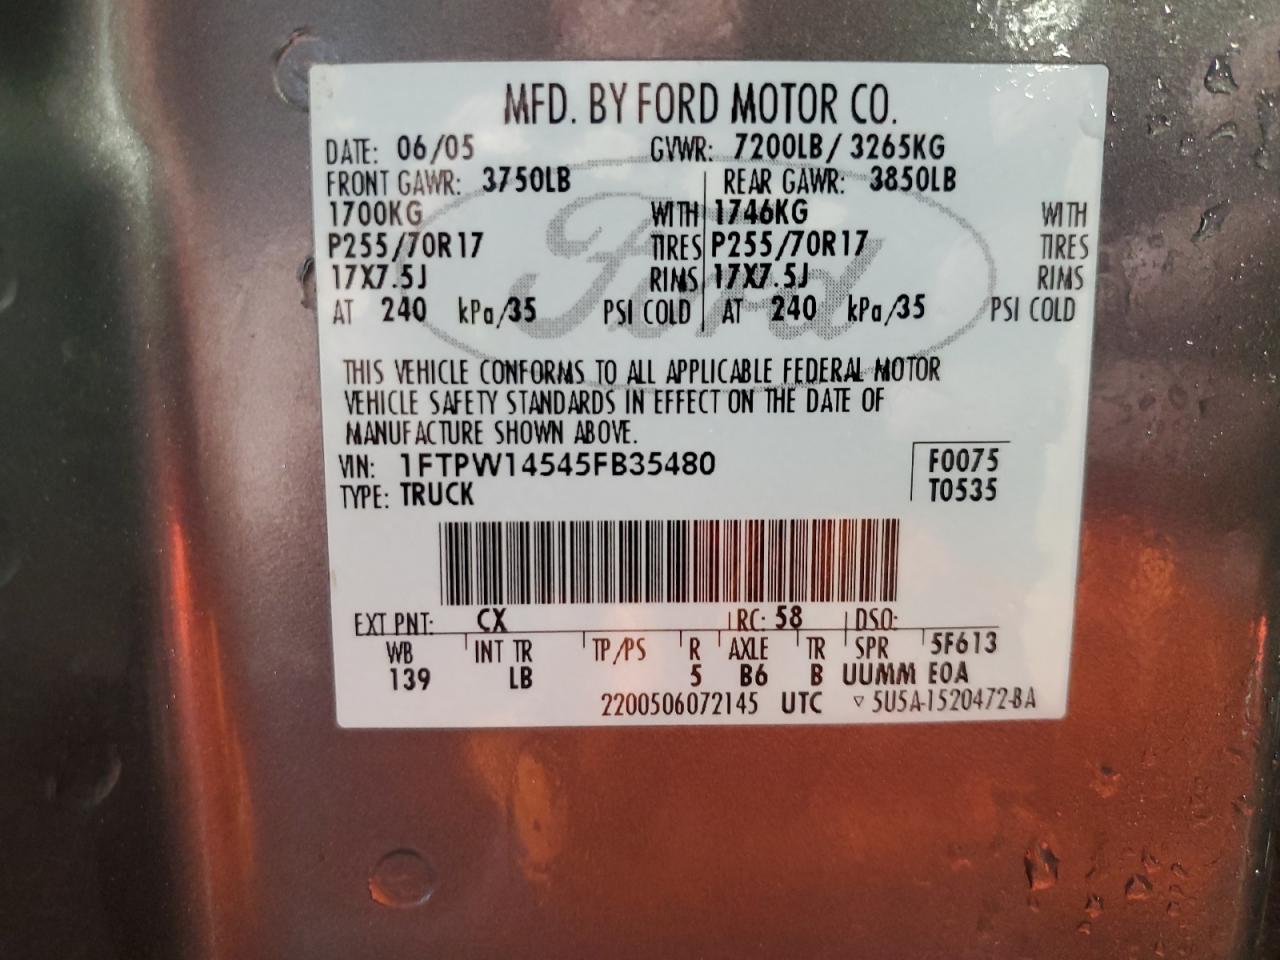 MFD. BY FORD MOTOR CO.
DATE: 06/05 GVWR: 7200LB/ 3265KG
FRONT GAWR: 3750LB REAR GAWR: 3850LB
1700KG WITH 1746KG WITH
P255/70R17 TIRES P255/70R17 TIRES
17X7.5J RIMS 17X7.5J RIMS
AT 240 kPa/35 PSI COLD AT 240 kPa/35 PSI COLD
Ford
THIS VEHICLE CONFORMS TO ALL APPLICABLE FEDERAL MOTOR
VEHICLE SAFETY STANDARDS IN EFFECT ON THE DATE OF
MANUFACTURE SHOWN ABOVE.
VIN: 1FTPW14545FB35480 F0075
TYPE: TRUCK T0535
EXT PNT: CX RC: 58 DSO:
WB INT TR TP/PS R AXLE TR SPR 5F613
139 LB 5 B6 B UUMM EOA
2200506072145 UTC ▿ 5U5A-1520472-BA